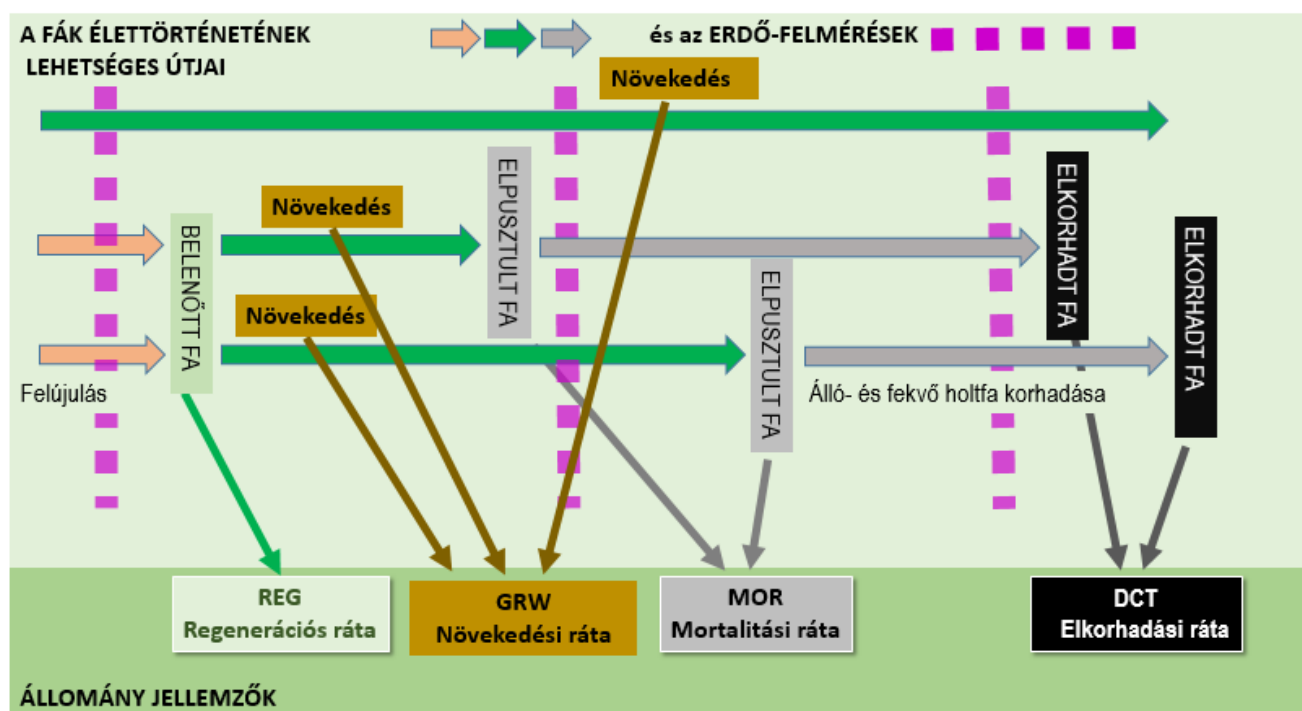 A FÁK ÉLETTÖRTÉNETÉNEK
LEHETSÉGES ÚTJAI
és az ERDŐ-FELMÉRÉSEK
Növekedés
Növekedés
Növekedés
BELENŐTT FA
ELPUSZTULT FA
ELPUSZTULT FA
ELKORHADT FA
ELKORHADT FA
Felújulás
Álló- és fekvő holtfa korhadása
REG
Regenerációs ráta
GRW
Növekedési ráta
MOR
Mortalitási ráta
DCT
Elkorhadási ráta
ÁLLOMÁNY JELLEMZŐK